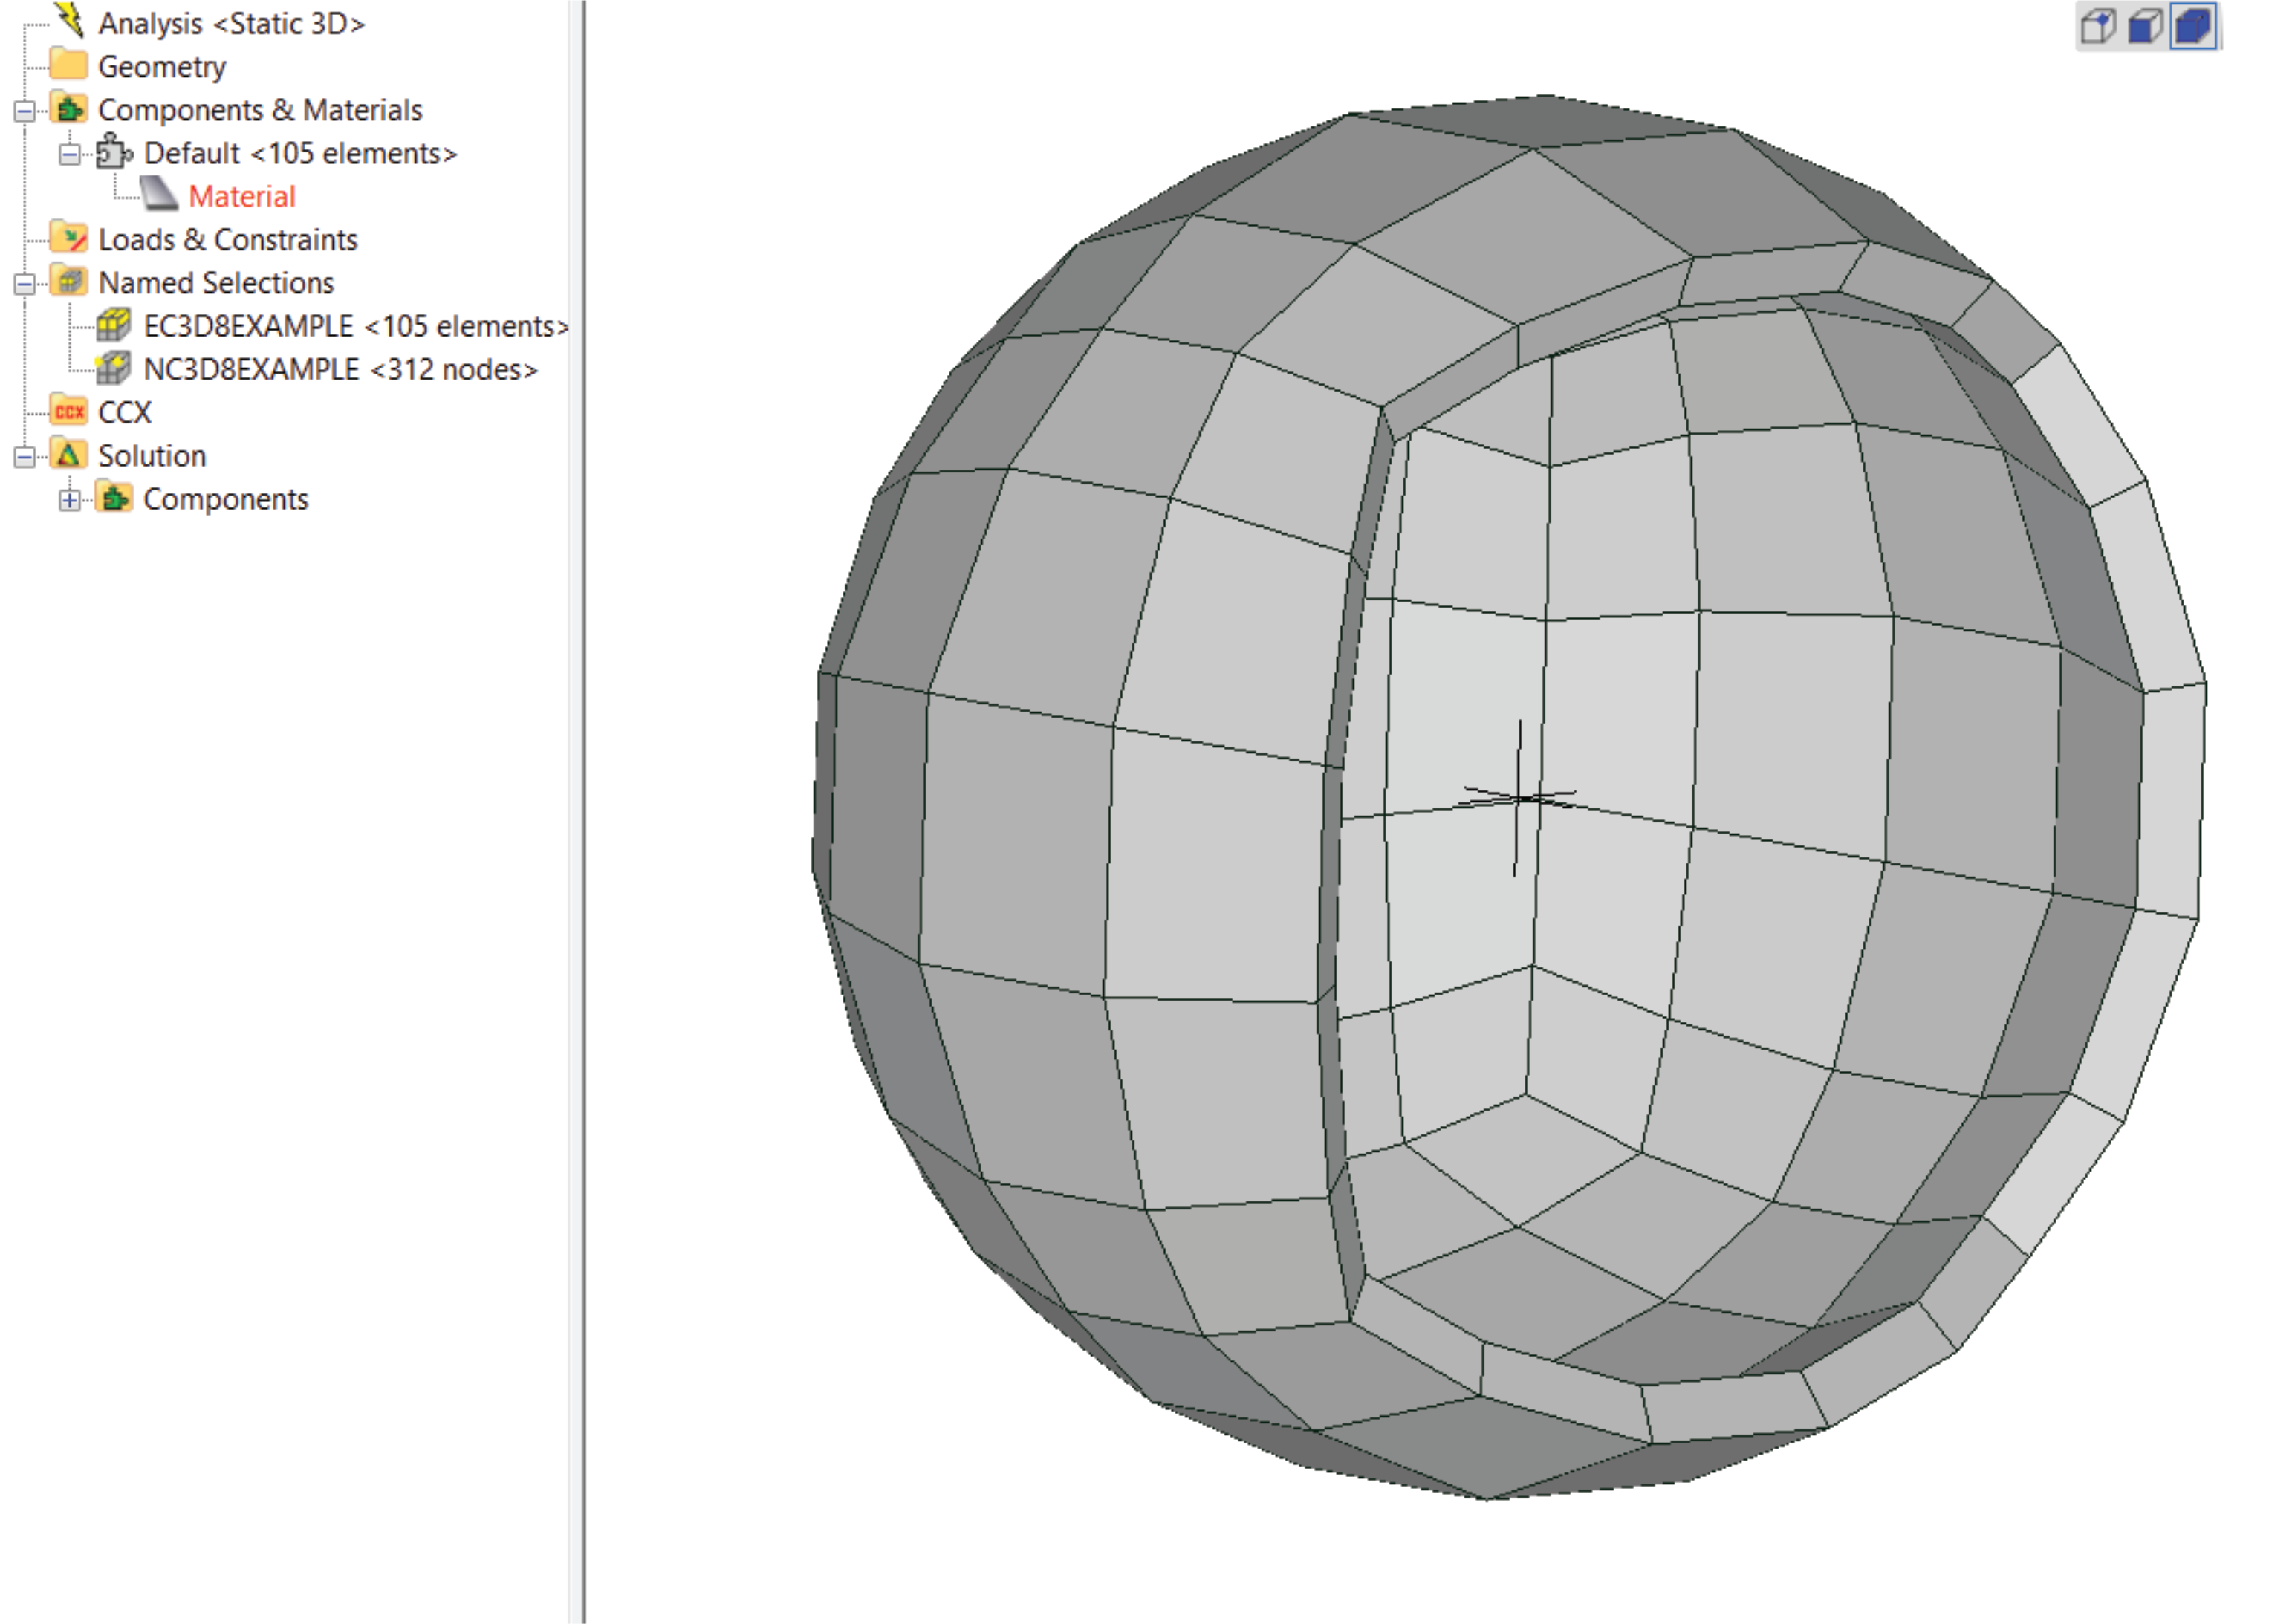 Analysis <Static 3D>
Geometry
Components & Materials
Default <105 elements>
Material
Loads & Constraints
Named Selections
EC3D8EXAMPLE <105 elements>
NC3D8EXAMPLE <312 nodes>
CCX CCX
Solution
Components